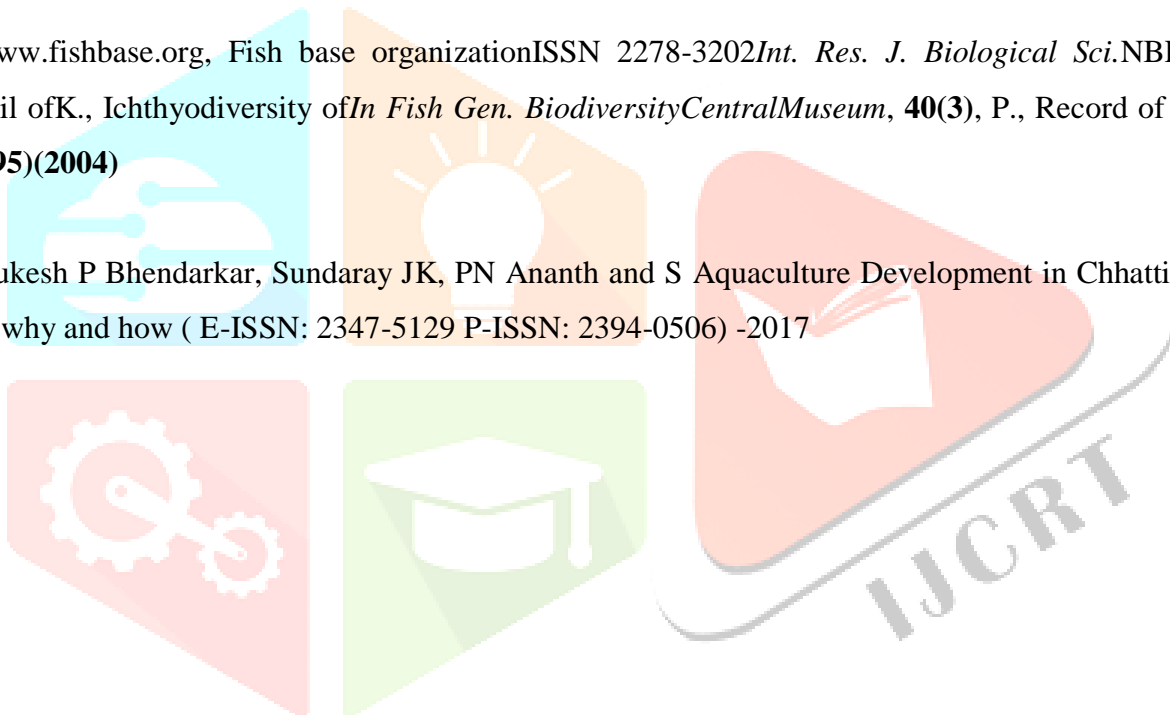 ww.fishbase.org, Fish base organizationISSN 2278-3202Int. Res. J. Biological Sci.NBI
il ofK., Ichthyodiversity ofIn Fish Gen. BiodiversityCentralMuseum, 40(3), P., Record of
95)(2004)
ukesh P Bhendarkar, Sundaray JK, PN Ananth and S Aquaculture Development in Chhatti
why and how ( E-ISSN: 2347-5129 P-ISSN: 2394-0506) -2017
IJCRT